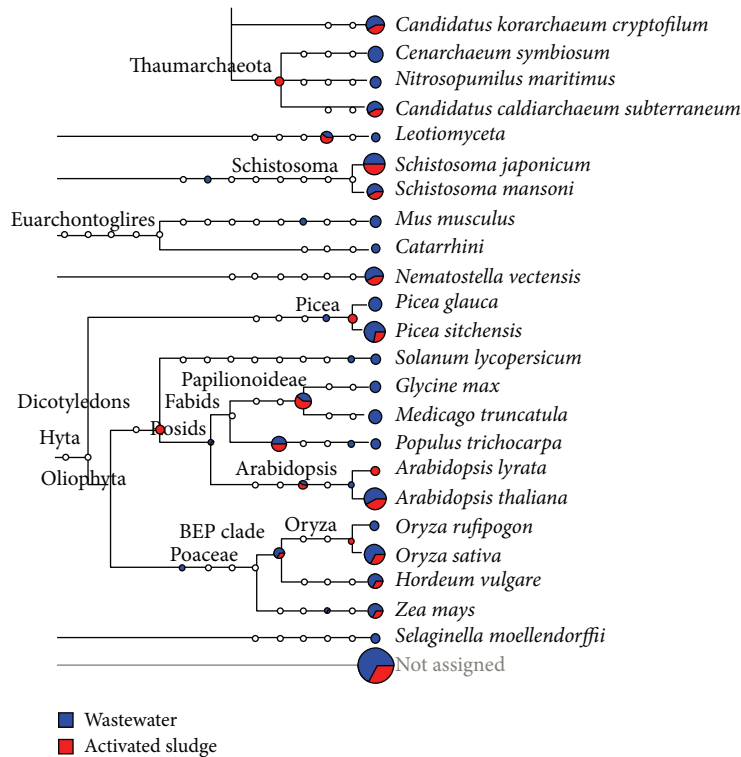 Candidatus korarchaeum cryptofilum
Cenarchaeum symbiosum
Thaumarchaeota
Nitrosopumilus maritimus
Candidatus caldiarchaeum subterraneum
Leotiomyceta
Schistosoma
Schistosoma japonicum
Schistosoma mansoni
Euarchontoglires
Mus musculus
Catarrhini
Nematostella vectensis
Picea
Picea glauca
Picea sitchensis
Solanum lycopersicum
Papilionoideae
Glycine max
Dicotyledons
Fabids
Medicago truncatula
Rosids
Hyta
Populus trichocarpa
Oliophyta
Arabidopsis
Arabidopsis lyrata
Arabidopsis thaliana
BEP clade
Oryza
Oryza rufipogon
Poaceae
Oryza sativa
Hordeum vulgare
Zea mays
Selaginella moellendorffii
Not assigned
Wastewater
Activated sludge